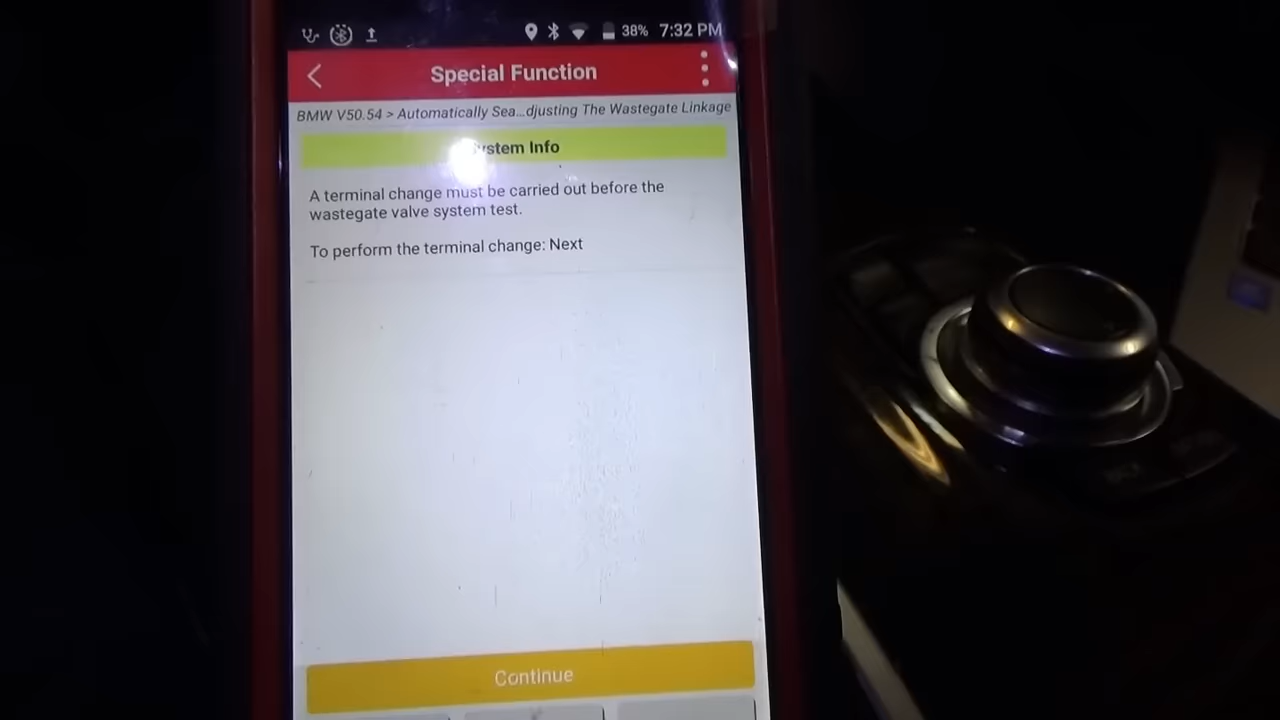 38% 7:32 PM
Special Function
BMW V50.54 > Automatically Sea...djusting The Wastegate Linkage
ystem Info
A terminal change must be carried out before the
wastegate valve system test.
To perform the terminal change: Next
Continue